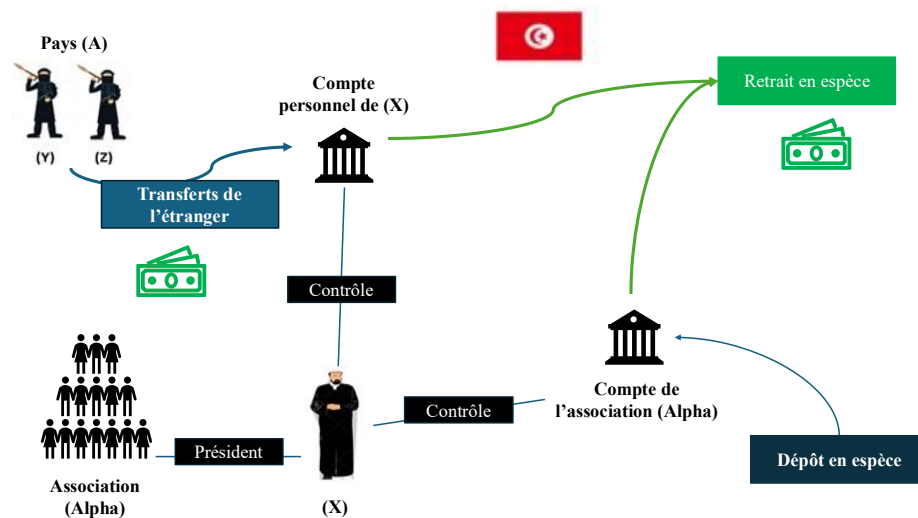 Pays (A)
(Y)
(Z)
Transferts de
l'étranger
Compte
personnel de (X)
Retrait en espèce
Contrôle
Association
(Alpha)
Président
(X)
Contrôle
Compte de
l'association (Alpha)
Dépôt en espèce